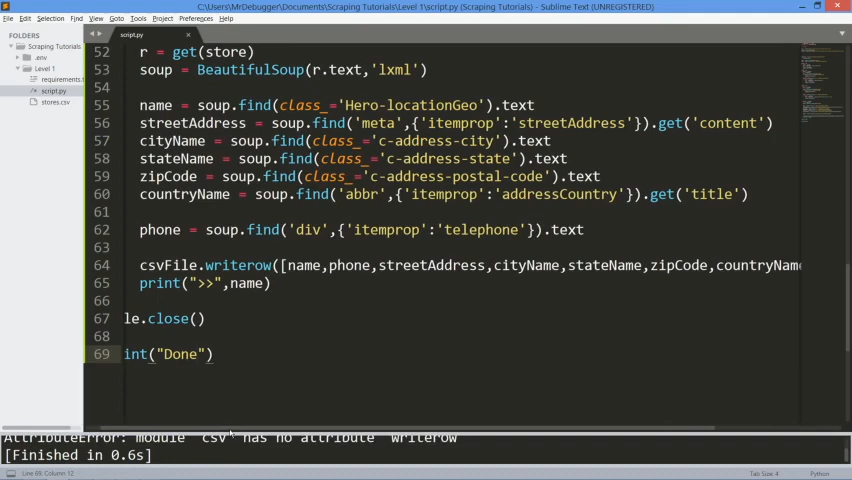 C:\Users\MrDebugger\Documents\Scraping Tutorials\Level 1\script.py (Scraping Tutorials) - Sublime Text (UNREGISTERED)
File Edit Selection Find View Goto Tools Project Preferences Help
FOLDERS
Scraping Tutorials
.env
Level 1
requirements.t
script.py
stores.csv
script.py
52 r = get(store)
53 soup = BeautifulSoup(r.text,'lxml')
54
55 name = soup.find(class_='Hero-locationGeo').text
56 streetAddress = soup.find('meta',{'itemprop':'streetAddress'}).get('content')
57 cityName = soup.find(class_='c-address-city').text
58 stateName = soup.find(class_='c-address-state').text
59 zipCode = soup.find(class_='c-address-postal-code').text
60 countryName = soup.find('abbr',{'itemprop':'addressCountry'}).get('title')
61
62 phone = soup.find('div',{'itemprop':'telephone'}).text
63
64 csvFile.writerow([name,phone,streetAddress,cityName,stateName,zipCode,countryName
65 print(">>",name)
66
67 le.close()
68
69 int("Done")
AttributeError: module 'csv' has no attribute 'writerow'
[Finished in 0.6s]
Line 69, Column 12
Tab Size: 4
Python